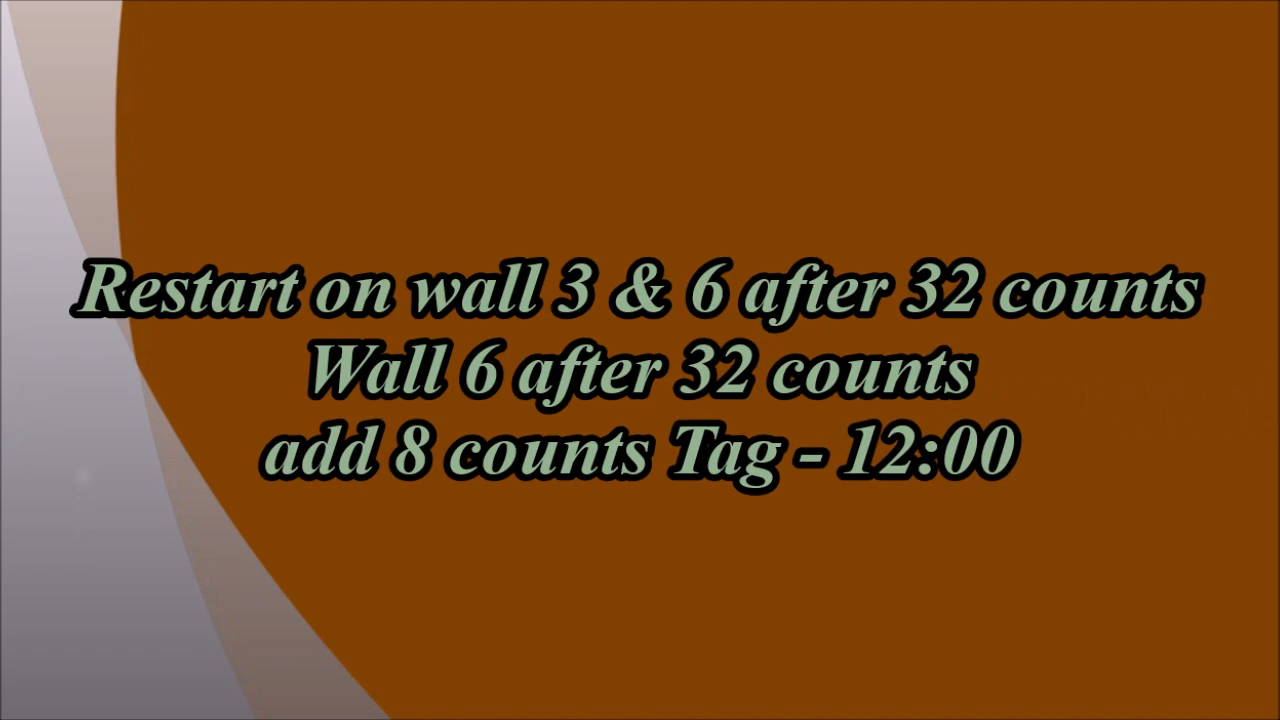 Restart on wall 3 & 6 after 32 counts
Wall 6 after 32 counts
add 8 counts Tag - 12:00